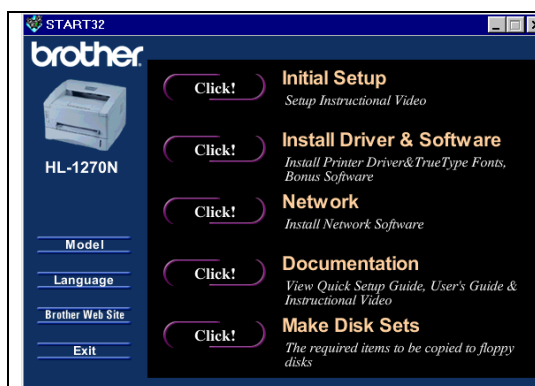 START32
brother
HL-1270N
Model
Language
Brother Web Site
Exit
Click!
Initial Setup
Setup Instructional Video
Click!
Install Driver & Software
Install Printer Driver&TrueType Fonts,
Bonus Software
Click!
Network
Install Network Software
Click!
Documentation
View Quick Setup Guide, User's Guide &
Instructional Video
Click!
Make Disk Sets
The required items to be copied to floppy
disks